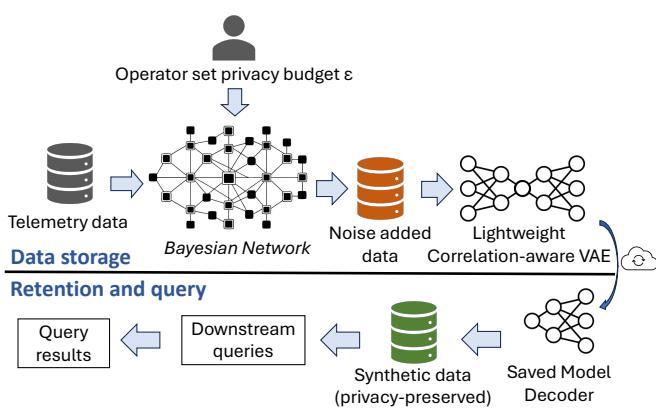 Operator set privacy budget ε
Telemetry data
Bayesian Network
Noise added
data
Lightweight
Correlation-aware VAE
Data storage
Retention and query
Query
results
Downstream
queries
Synthetic data
(privacy-preserved)
Saved Model
Decoder